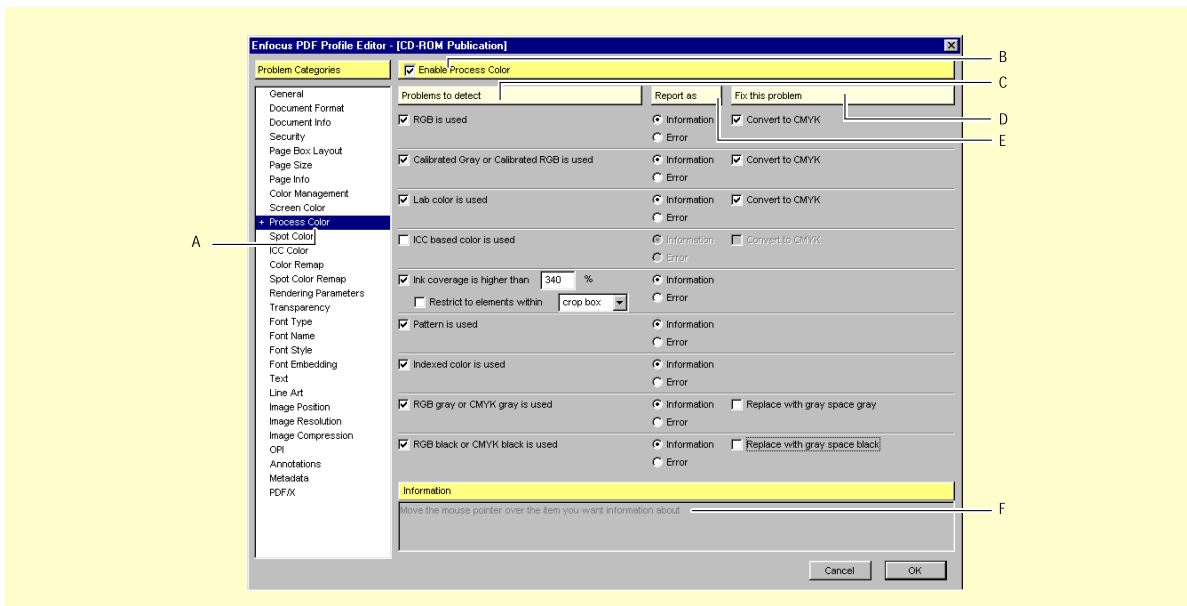 Enfocus PDF Profile Editor - [CD-ROM Publication]
Problem Categories
General
Document Format
Document Info
Security
Page Box Layout
Page Size
Page Info
Color Management
Screen Color
+ Process Color
Spot Color
ICC Color
Color Remap
Spot Color Remap
Rendering Parameters
Transparency
Font Type
Font Name
Font Style
Font Embedding
Text
Line Art
Image Position
Image Resolution
Image Compression
OPI
Annotations
Metadata
PDF/X
A
Enable Process Color
B
Problems to detect Report as Fix this problem
C
D
E
RGB is used Information Convert to CMYK
Error
Calibrated Gray or Calibrated RGB is used Information Convert to CMYK
Error
Lab color is used Information Convert to CMYK
Error
ICC based color is used Information Convert to CMYK
Error
Ink coverage is higher than 340 % Information
Restrict to elements within crop box Error
Pattern is used Information
Error
Indexed color is used Information
Error
RGB gray or CMYK gray is used Information Replace with gray space gray
Error
RGB black or CMYK black is used Information Replace with gray space black
Error
Information
Move the mouse pointer over the item you want information about
F
Cancel OK